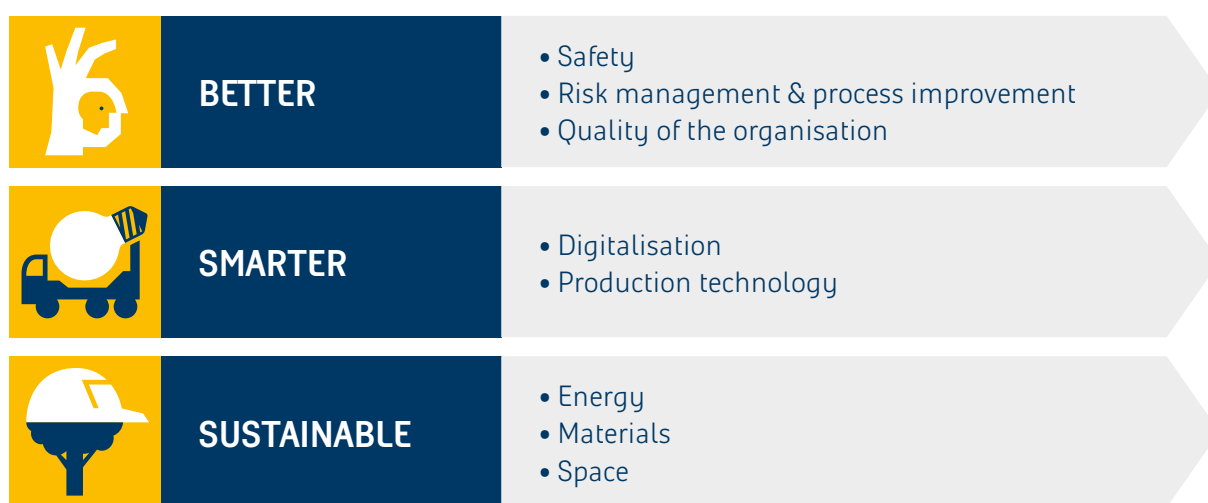 BETTER
• Safety
• Risk management & process improvement
• Quality of the organisation
SMARTER
• Digitalisation
• Production technology
SUSTAINABLE
• Energy
• Materials
• Space